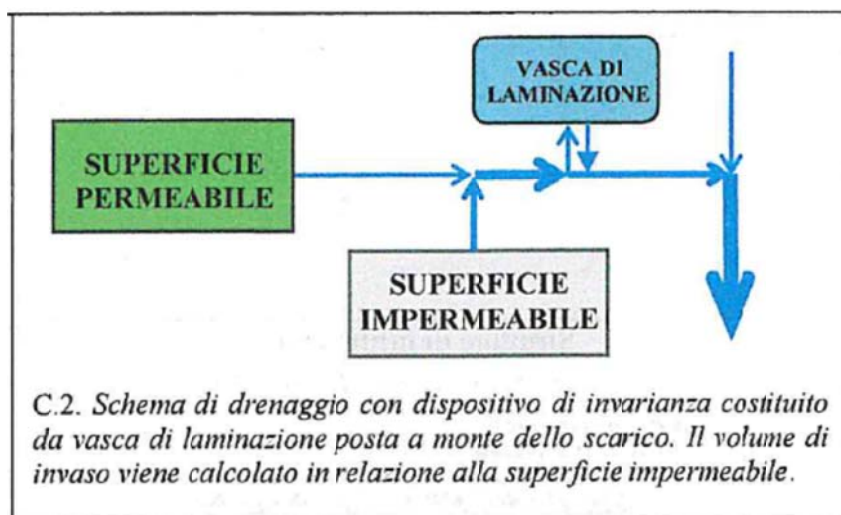 VASCA DI
LAMINAZIONE
SUPERFICIE
PERMEABILE
SUPERFICIE
IMPERMEABILE
C.2. Schema di drenaggio con dispositivo di invarianza costituito
da vasca di laminazione posta a monte dello scarico. Il volume di
invaso viene calcolato in relazione alla superficie impermeabile.